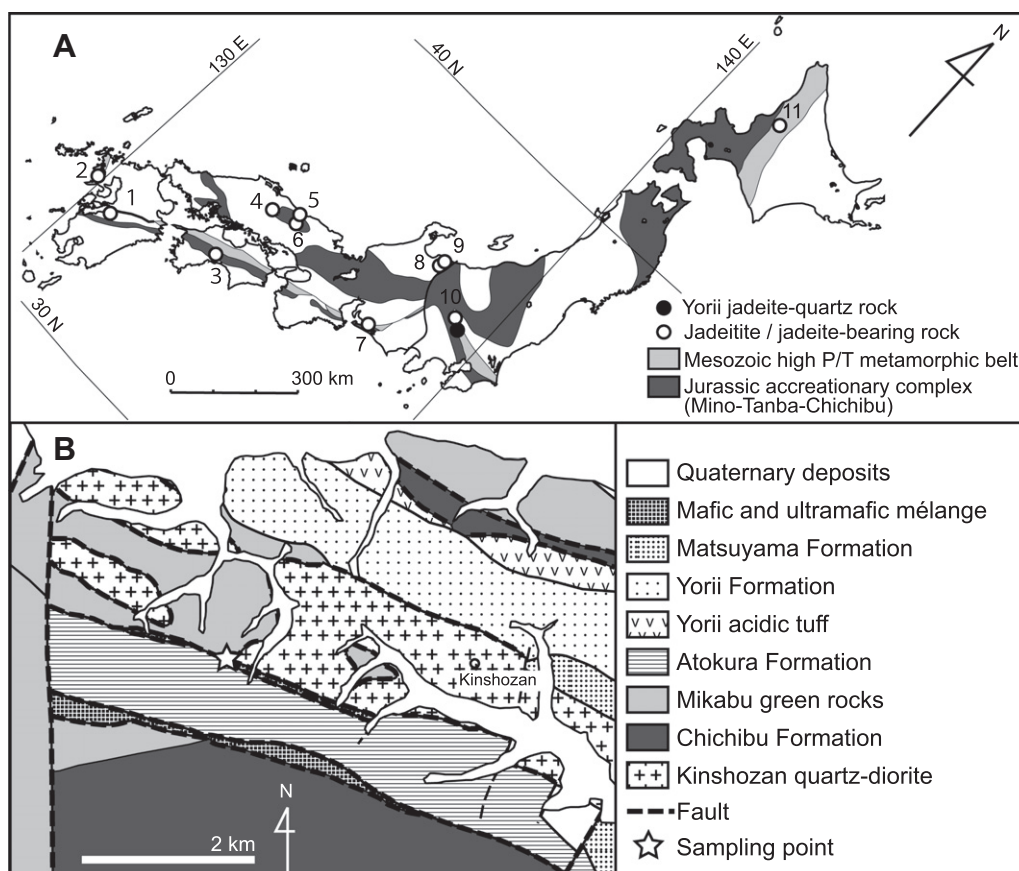 A
130 E
40 N
140 E
N
11
2
1
4
5
6
9
8
3
10
30 N
7
Yorii jadeite-quartz rock
Jadeitite / jadeite-bearing rock
Mesozoic high P/T metamorphic belt
Jurassic accreationary complex
(Mino-Tanba-Chichibu)
0 300 km
B
Kinshozan
N
2 km
Quaternary deposits
Mafic and ultramafic mélange
Matsuyama Formation
Yorii Formation
Yorii acidic tuff
Atokura Formation
Mikabu green rocks
Chichibu Formation
Kinshozan quartz-diorite
Fault
Sampling point